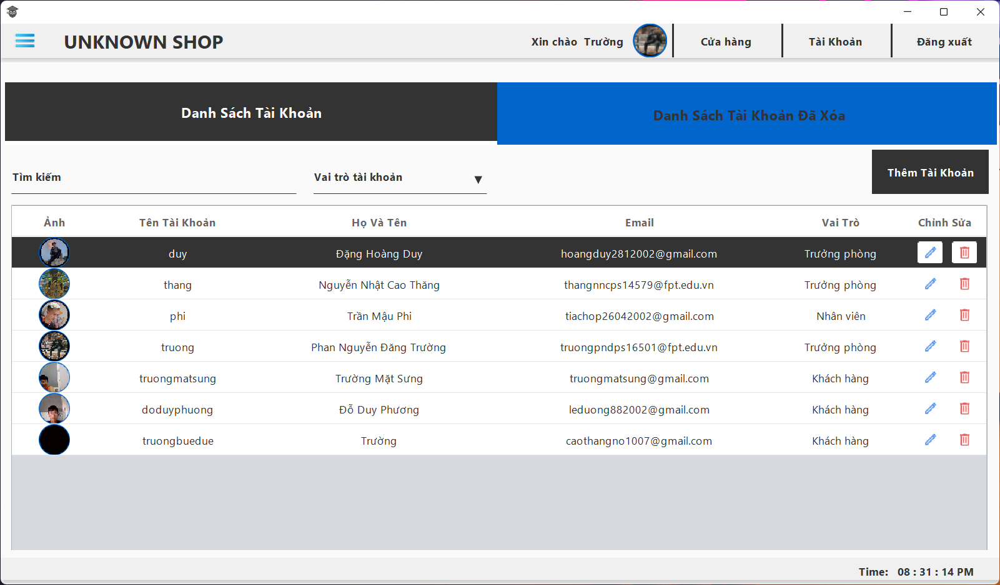 UNKNOWN SHOP
Xin chào Trường
Cửa hàng
Tài Khoản
Đăng xuất
Danh Sách Tài Khoản
Danh Sách Tài Khoản Đã Xóa
Tìm kiếm
Vai trò tài khoản
Thêm Tài Khoản
Ảnh Tên Tài Khoản Họ Và Tên Email Vai Trò Chỉnh Sửa
duy Đặng Hoàng Duy hoangduy2812002@gmail.com Trưởng phòng
thang Nguyễn Nhật Cao Thăng thangnncps14579@fpt.edu.vn Trưởng phòng
phi Trần Mậu Phi tiachop26042002@gmail.com Nhân viên
truong Phan Nguyễn Đăng Trường truongpndps16501@fpt.edu.vn Trưởng phòng
truongmatsung Trường Mặt Sưng truongmatsung@gmail.com Khách hàng
doduyphuong Đỗ Duy Phương leduong882002@gmail.com Khách hàng
truongbuedue Trường caothangno1007@gmail.com Khách hàng
Time: 08 : 31 : 14 PM